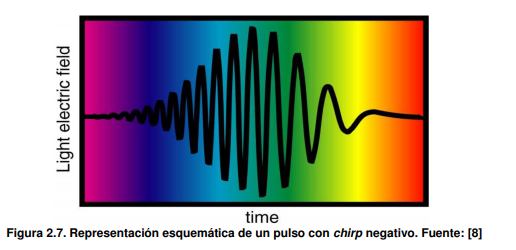 Light electric field
time
Figura 2.7. Representación esquemática de un pulso con chirp negativo. Fuente: [8]